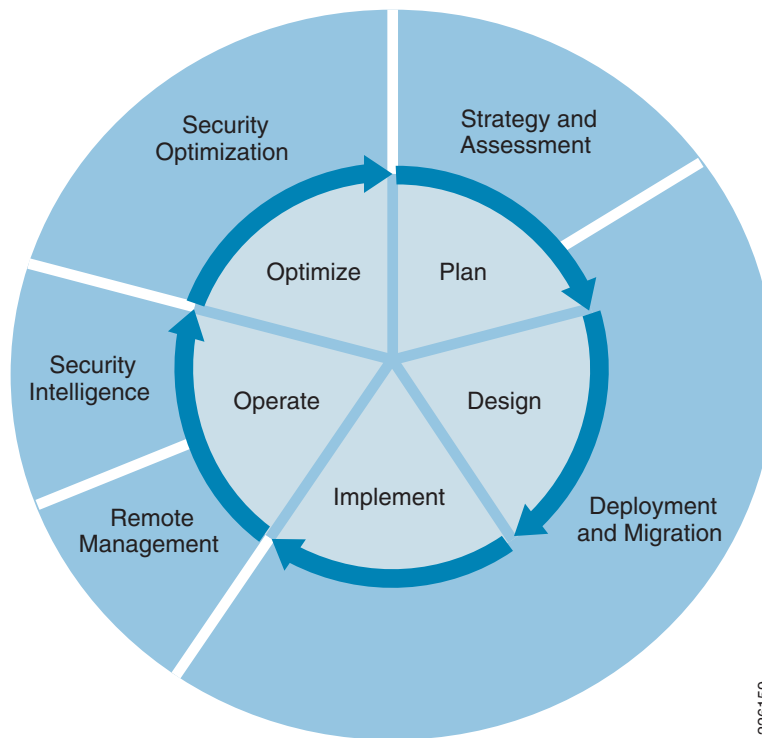 Security
Optimization
Strategy and
Assessment
Optimize
Plan
Security
Intelligence
Operate
Design
Implement
Remote
Management
Deployment
and Migration